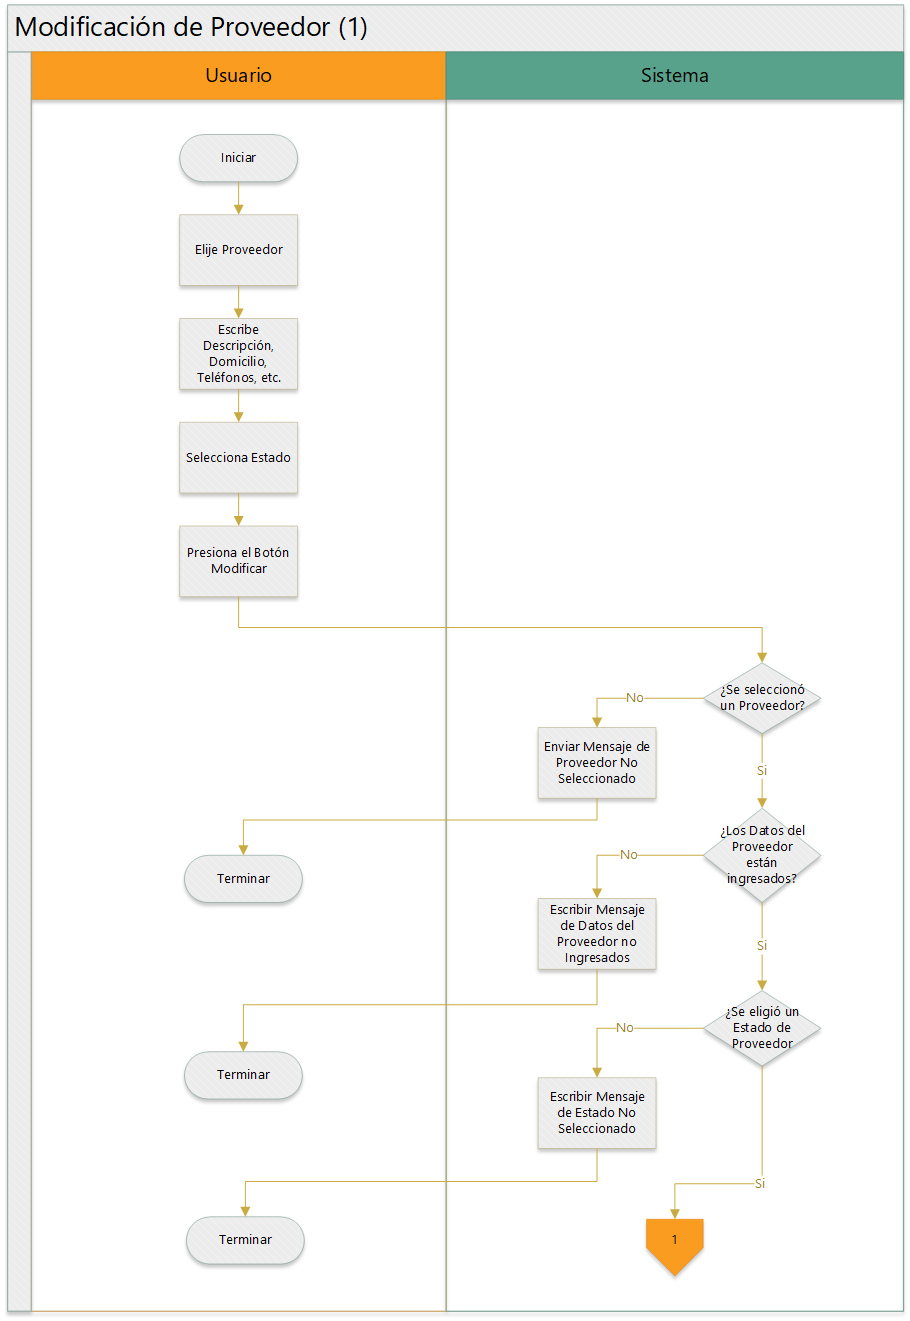 Modificación de Proveedor (1)
Usuario
Sistema
Iniciar
Elije Proveedor
Escribe
Descripción,
Domicilio,
Teléfonos, etc.
Selecciona Estado
Presiona el Botón
Modificar
¿Se seleccionó
un Proveedor?
No
Enviar Mensaje de
Proveedor No
Seleccionado
Si
Terminar
¿Los Datos del
Proveedor
están
ingresados?
No
Escribir Mensaje
de Datos del
Proveedor no
Ingresados
Si
Terminar
¿Se eligió un
Estado de
Proveedor
No
Escribir Mensaje
de Estado No
Seleccionado
Si
Terminar
1